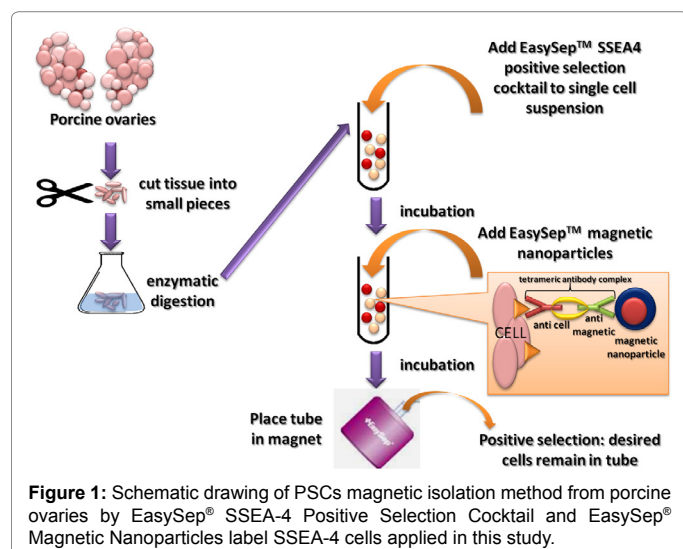 Porcine ovaries
cut tissue into
small pieces
enzymatic
digestion
Add EasySep™ SSEA4
positive selection
cocktail to single cell
suspension
incubation
Add EasySep™ magnetic
nanoparticles
tetrameric antibody complex
CELL
anti cell
anti
magnetic
magnetic
nanoparticle
incubation
Place tube
in magnet
EasySep®
Positive selection: desired
cells remain in tube
Figure 1: Schematic drawing of PSCs magnetic isolation method from porcine
ovaries by EasySep® SSEA-4 Positive Selection Cocktail and EasySep®
Magnetic Nanoparticles label SSEA-4 cells applied in this study.